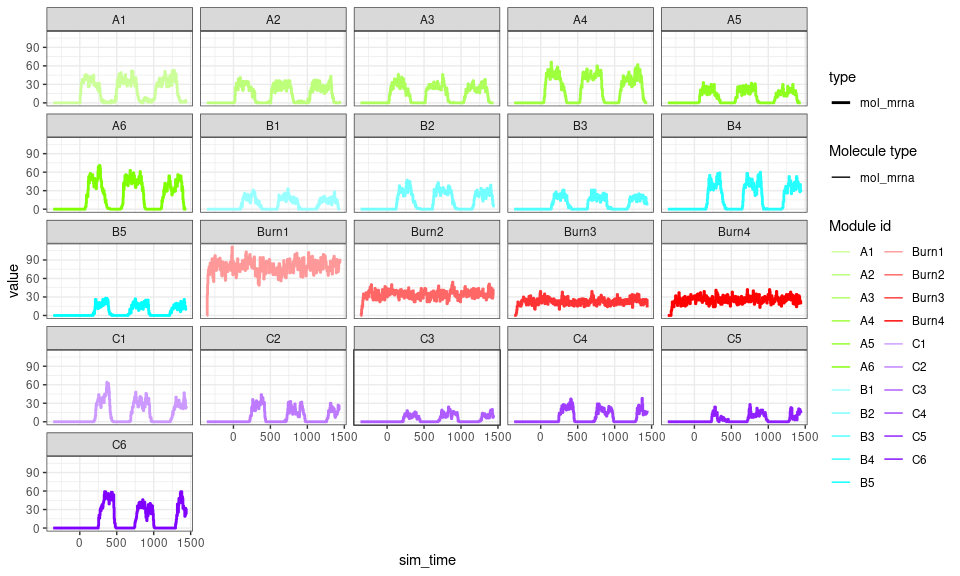 A1 A2 A3 A4 A5
90
60
30
0
A6 B1 B2 B3 B4
90
60
30
0
B5 Burn1 Burn2 Burn3 Burn4
90
60
30
0
C1 C2 C3 C4 C5
90
60
30
0
0 500 1000 1500 0 500 1000 1500 0 500 1000 1500 0 500 1000 1500
C6
90
60
30
0
0 500 1000 1500
value
sim_time
type
mol_mrna
Molecule type
mol_mrna
Module id
A1 Burn1
A2 Burn2
A3 Burn3
A4 Burn4
A5 C1
A6 C2
B1 C3
B2 C4
B3 C5
B4 C6
B5